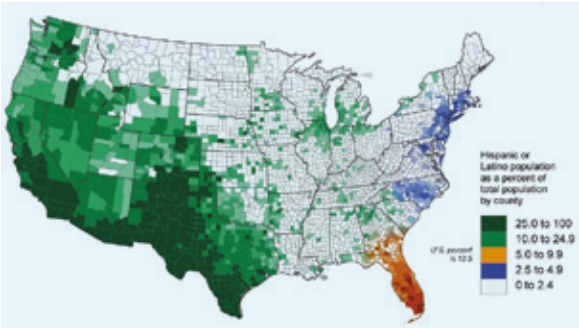 Hispanic or
Latino population
as a percent of
total population
by county
25.0 to 100
10.0 to 24.9
5.0 to 9.9
2.5 to 4.9
0 to 2.4
U.S. percent
is 12.5